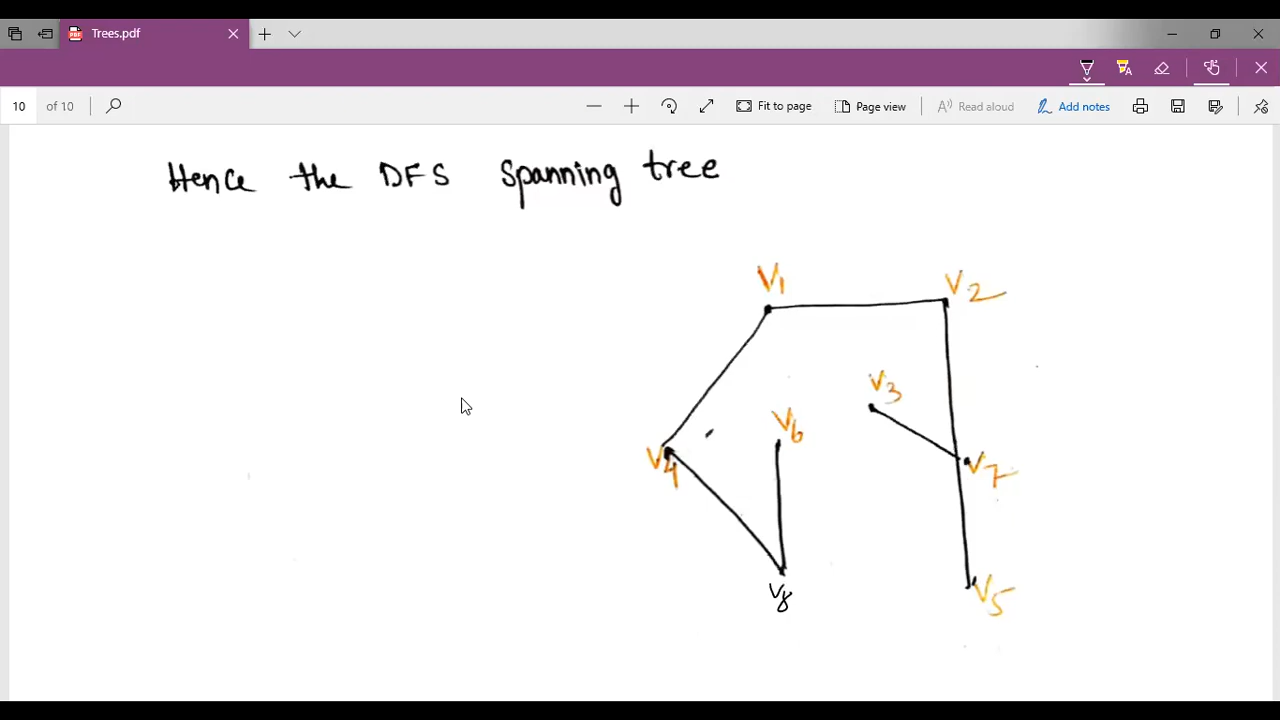 Trees.pdf
10 of 10 Fit to page Page view Read aloud Add notes
Hence the DFS Spanning tree
V1 V2
V3
V6
V4 V7
V8 V5